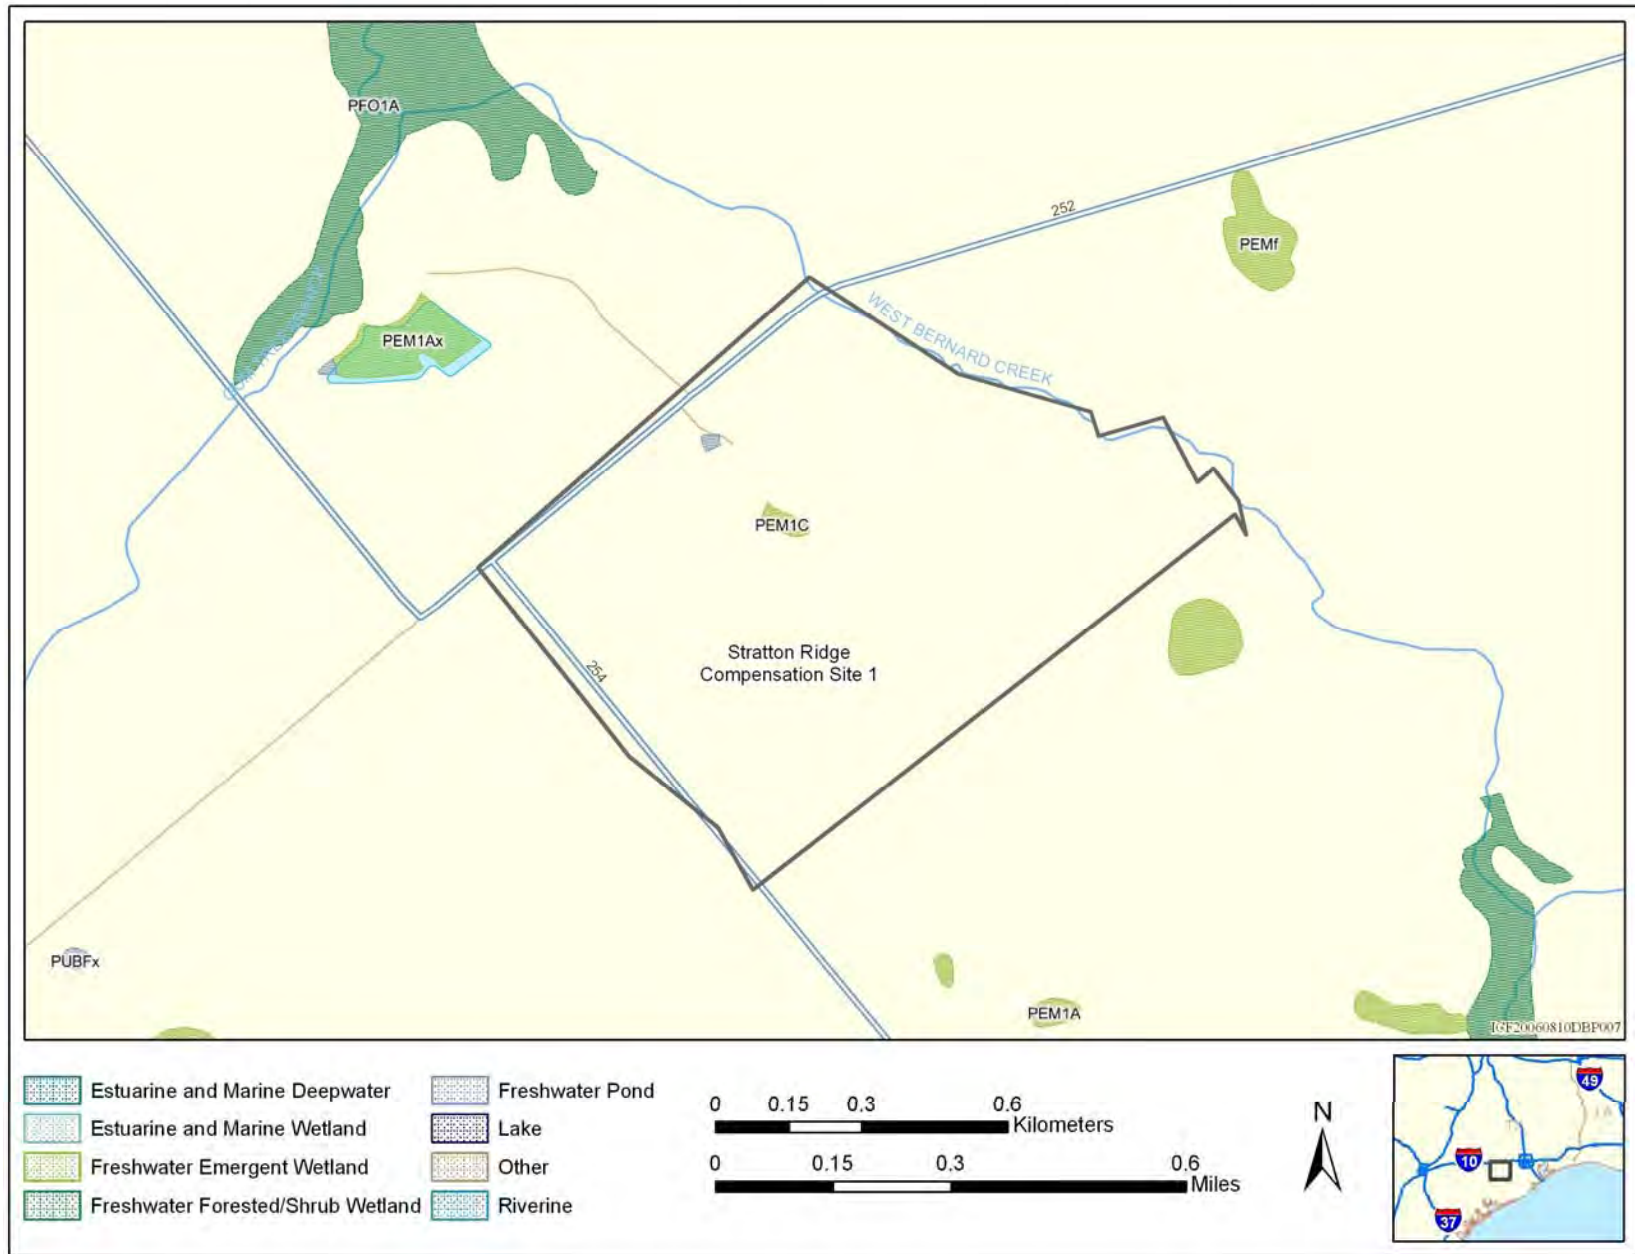 PFO1A
252
PEMf
PEM1Ax
WEST BERNARD CREEK
PEM1C
Stratton Ridge
Compensation Site 1
254
PUBFx
PEM1A
IGF20060810DBP007
Estuarine and Marine Deepwater
Estuarine and Marine Wetland
Freshwater Emergent Wetland
Freshwater Forested/Shrub Wetland
Freshwater Pond
Lake
Other
Riverine
0 0.15 0.3 0.6
Kilometers
0 0.15 0.3 0.6
Miles
N
49
10
37